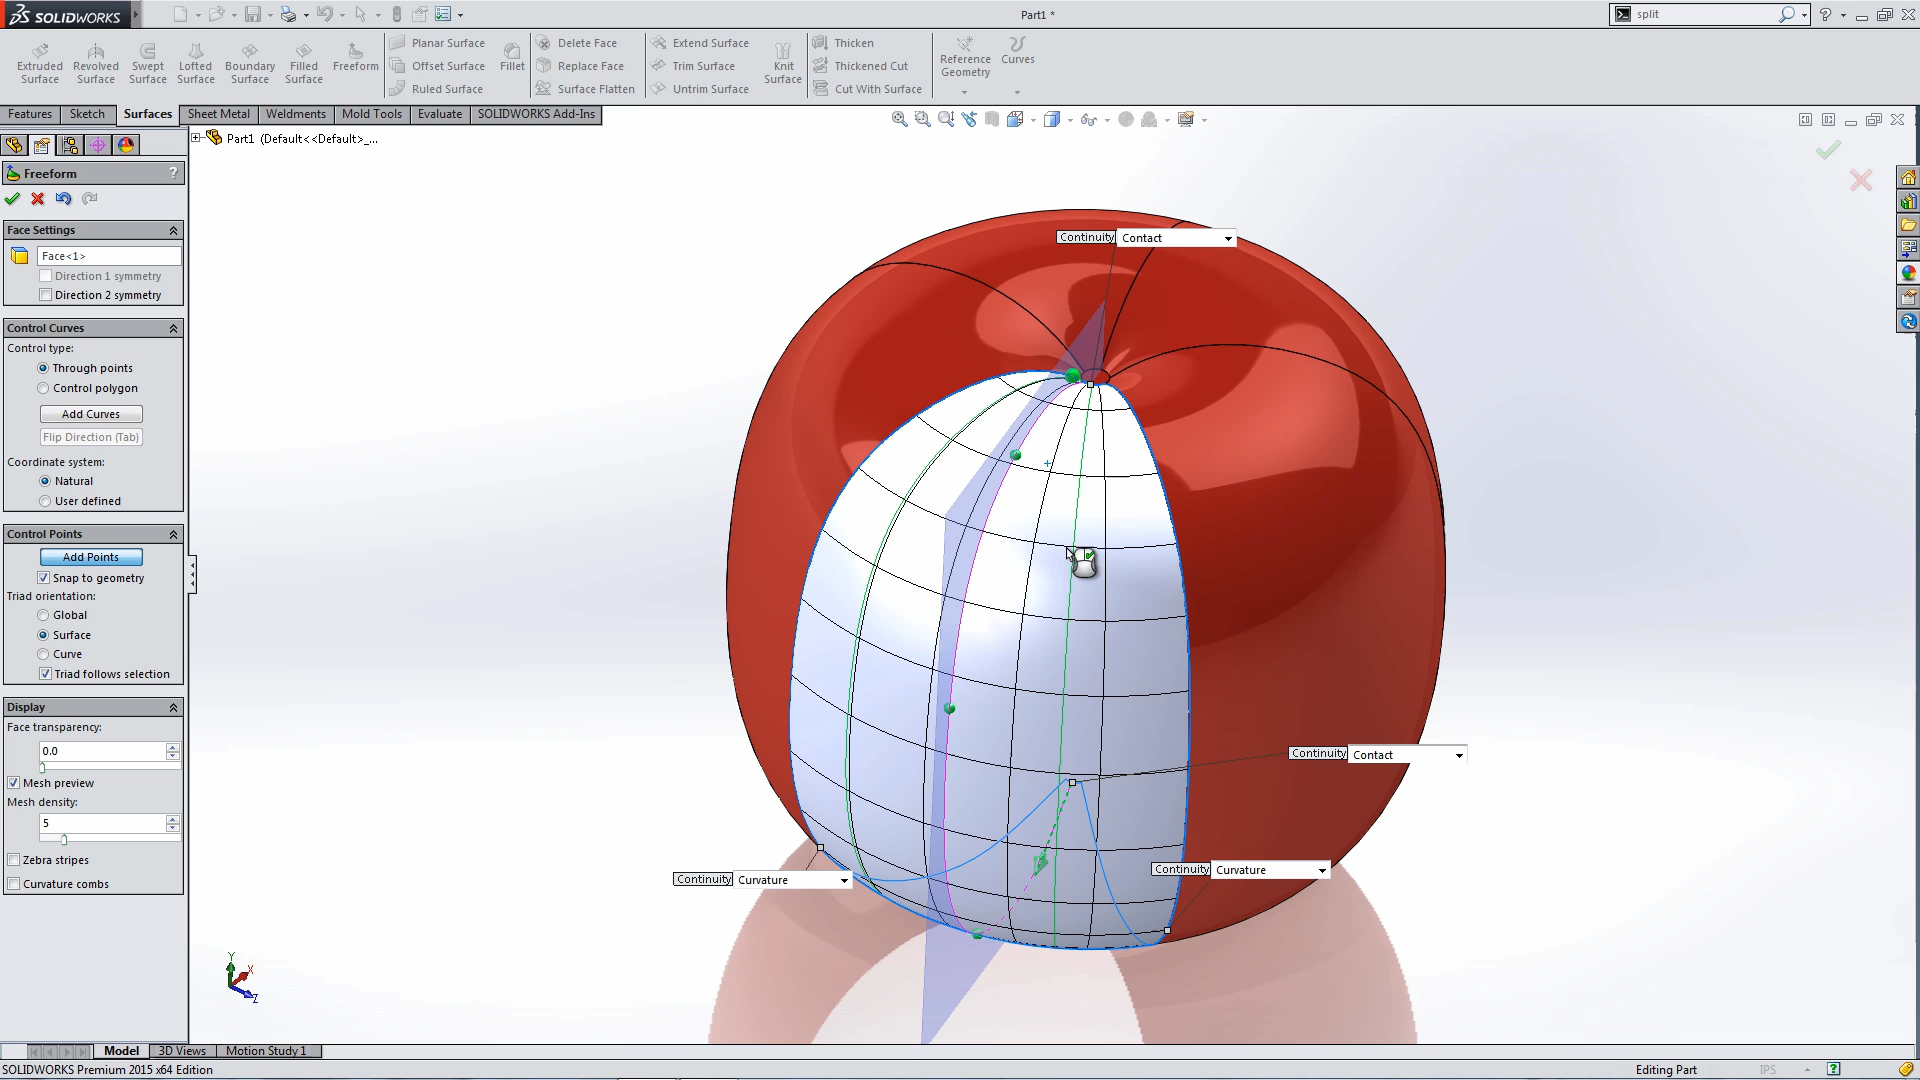 SOLIDWORKS
Part1 *
split
Extruded Surface
Revolved Surface
Swept Surface
Lofted Surface
Boundary Surface
Filled Surface
Freeform
Planar Surface
Offset Surface
Ruled Surface
Fillet
Delete Face
Replace Face
Surface Flatten
Extend Surface
Trim Surface
Untrim Surface
Knit Surface
Thicken
Thickened Cut
Cut With Surface
Reference Geometry
Curves
Features
Sketch
Surfaces
Sheet Metal
Weldments
Mold Tools
Evaluate
SOLIDWORKS Add-Ins
Part1 (Default<<Default>_...
Freeform
?
Face Settings
Face<1>
Direction 1 symmetry
Direction 2 symmetry
Control Curves
Control type:
Through points
Control polygon
Add Curves
Flip Direction (Tab)
Coordinate system:
Natural
User defined
Control Points
Add Points
Snap to geometry
Triad orientation:
Global
Surface
Curve
Triad follows selection
Display
Face transparency:
0.0
Mesh preview
Mesh density:
5
Zebra stripes
Curvature combs
Continuity Contact
Continuity Contact
Continuity Curvature
Continuity Curvature
Y
X
Z
Model
3D Views
Motion Study 1
SOLIDWORKS Premium 2015 x64 Edition
Editing Part
IPS